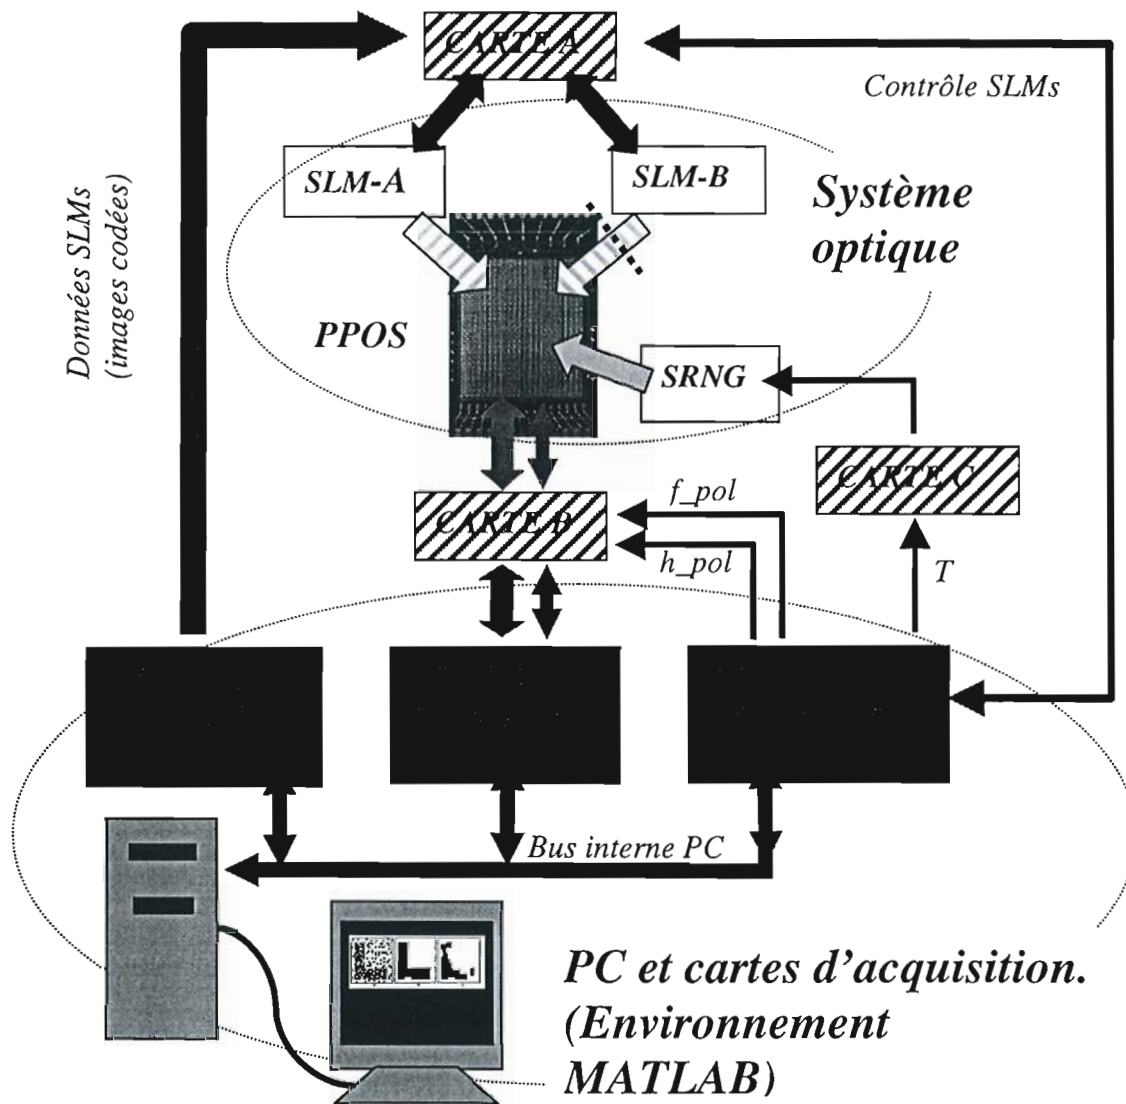 CARTE A
Contrôle SLMs
Données SLMs
(images codées)
SLM-A
SLM-B
Système
optique
PPOS
SRNG
CARTE C
CARTE B
f_pol
h_pol
T
Bus interne PC
PC et cartes d'acquisition.
(Environnement
MATLAB)